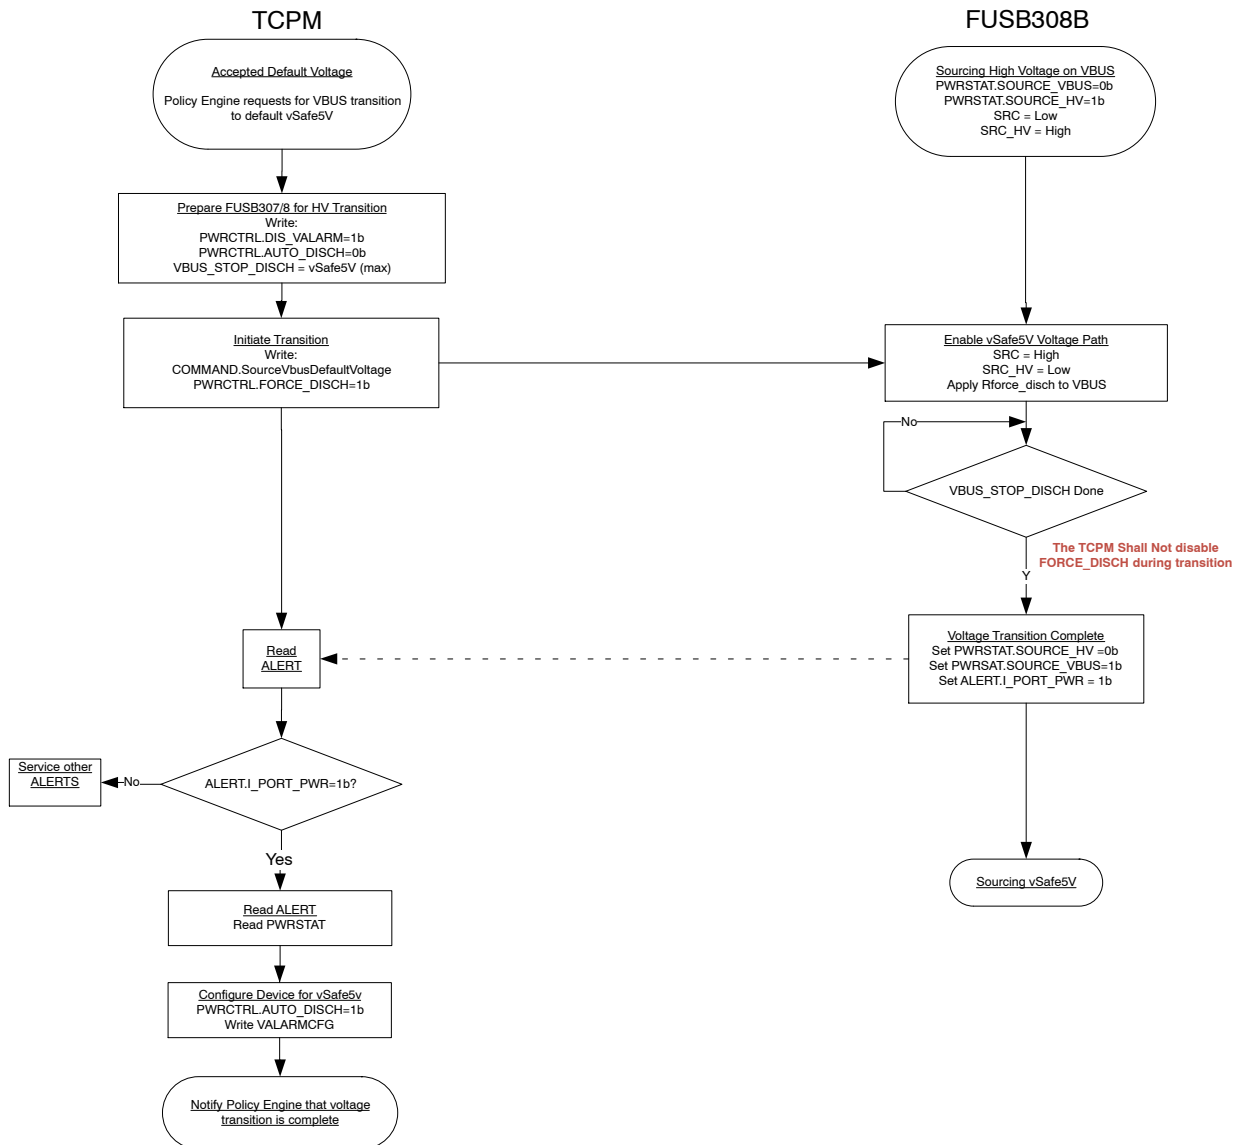 TCPM
FUSB308B
Accepted Default Voltage
Policy Engine requests for VBUS transition
to default vSafe5V
Sourcing High Voltage on VBUS
PWRSTAT.SOURCE_VBUS=0b
PWRSTAT.SOURCE_HV=1b
SRC = Low
SRC_HV = High
Prepare FUSB307/8 for HV Transition
Write:
PWRCTRL.DIS_VALARM=1b
PWRCTRL.AUTO_DISCH=0b
VBUS_STOP_DISCH = vSafe5V (max)
Initiate Transition
Write:
COMMAND.SourceVbusDefaultVoltage
PWRCTRL.FORCE_DISCH=1b
Enable vSafe5V Voltage Path
SRC = High
SRC_HV = Low
Apply Rforce_disch to VBUS
No
VBUS_STOP_DISCH Done
The TCPM Shall Not disable
FORCE_DISCH during transition
Y
Voltage Transition Complete
Set PWRSTAT.SOURCE_HV =0b
Set PWRSAT.SOURCE_VBUS=1b
Set ALERT.I_PORT_PWR = 1b
Read
ALERT
Service other
ALERTS
No
ALERT.I_PORT_PWR=1b?
Yes
Sourcing vSafe5V
Read ALERT
Read PWRSTAT
Configure Device for vSafe5v
PWRCTRL.AUTO_DISCH=1b
Write VALARMCFG
Notify Policy Engine that voltage
transition is complete